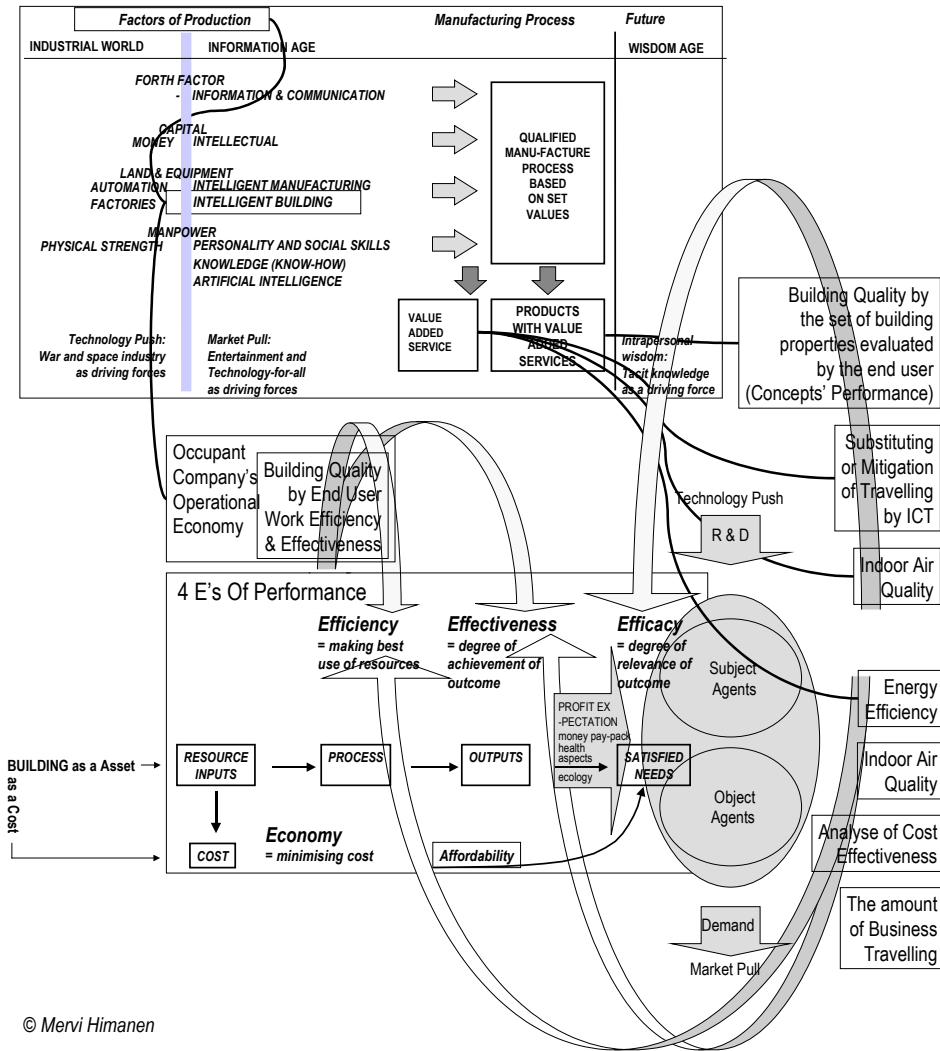 Factors of Production
Manufacturing Process
Future
INDUSTRIAL WORLD
INFORMATION AGE
WISDOM AGE
FORTH FACTOR
- INFORMATION & COMMUNICATION
CAPITAL
MONEY
INTELLECTUAL
LAND & EQUIPMENT
AUTOMATION
INTELLIGENT MANUFACTURING
FACTORIES
INTELLIGENT BUILDING
MANPOWER
PHYSICAL STRENGTH
PERSONALITY AND SOCIAL SKILLS
KNOWLEDGE (KNOW-HOW)
ARTIFICIAL INTELLIGENCE
QUALIFIED
MANU-FACTURE
PROCESS
BASED
ON SET
VALUES
VALUE
ADDED
SERVICE
PRODUCTS
WITH VALUE
ADDED
SERVICES
Technology Push:
War and space industry
as driving forces
Market Pull:
Entertainment and
Technology-for-all
as driving forces
Intrapersonal
wisdom:
Tacit knowledge
as a driving force
Building Quality by
the set of building
properties evaluated
by the end user
(Concepts' Performance)
Substituting
or Mitigation
of Travelling
by ICT
Indoor Air
Quality
Occupant
Company's
Operational
Economy
Building Quality
by End User
Work Efficiency
& Effectiveness
Technology Push
R & D
4 E's Of Performance
Efficiency
= making best
use of resources
Effectiveness
= degree of
achievement of
outcome
Efficacy
= degree of
relevance of
outcome
Subject
Agents
Energy
Efficiency
PROFIT EX
-PECTATION
money pay-pack
health
aspects
ecology
BUILDING as a Asset
as a Cost
RESOURCE
INPUTS
PROCESS
OUTPUTS
SATISFIED
NEEDS
Indoor Air
Quality
Object
Agents
COST
Economy
= minimising cost
Affordability
Analyse of Cost
Effectiveness
The amount
of Business
Travelling
Demand
Market Pull
© Mervi Himanen